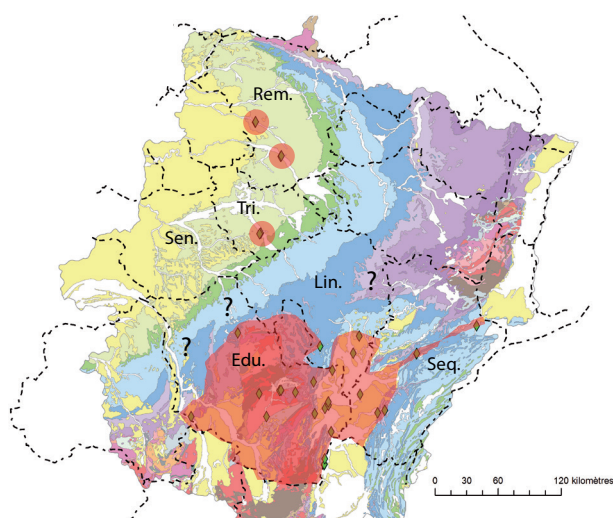 Rem.
Tri.
Sen.
Lin.
?
?
?
Edu.
Seq.
0 30 60 120 kilomètres